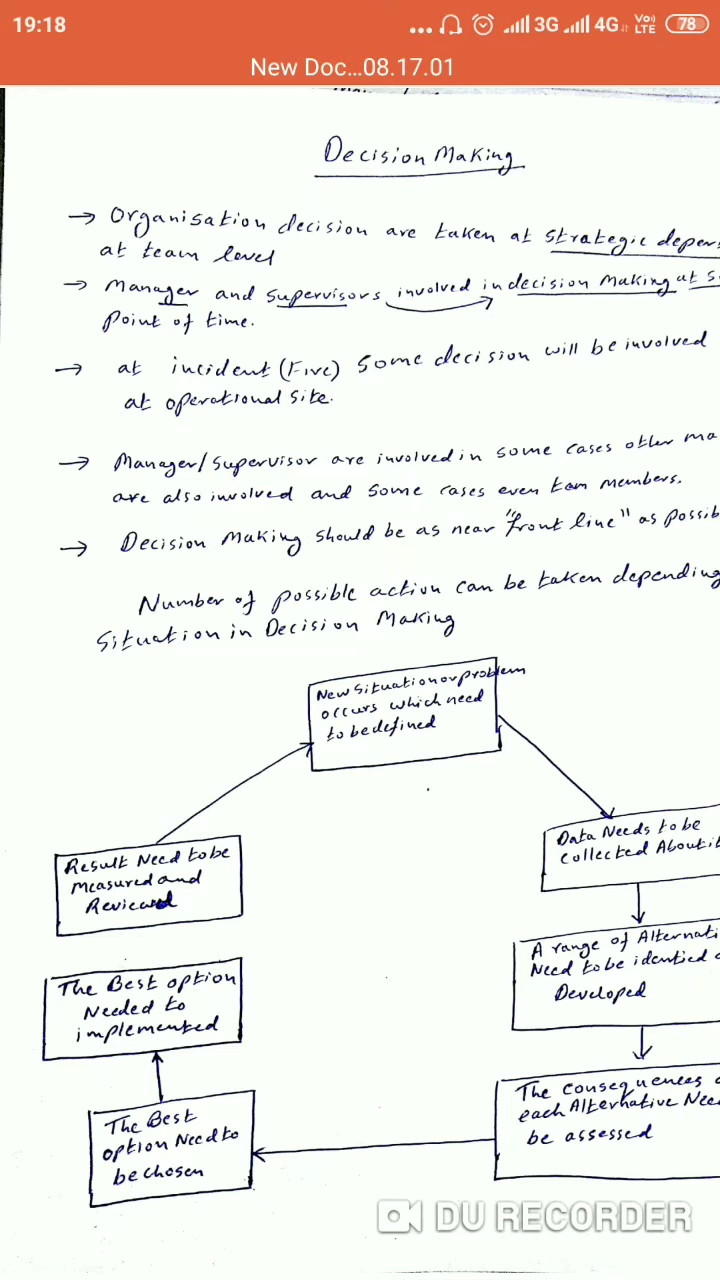 19:18
... 3G 4G Vo)) LTE 78
New Doc...08.17.01
Decision Making
→ Organisation decision are taken at strategic
at team level
→ Manager and Supervisors involved in decision Making at
Point of time.
→ at incident (Five) some decision will be involved
at operational site.
→ Manager/Supervisor are involved in some cases other
are also involved and some cases even tam members.
→ Decision Making should be as near "front line" as
Number of possible action can be taken depending
Situation in Decision Making
New Situation or problem
occurs which need
to be defined
Data Needs to be
collected About
A range of
Need to be identied
Developed
The consequences
each Alternative
be assessed
The Best
option Need to
be chosen
The Best option
Needed to
implemented
Result Need to be
Measured and
DU RECORDER